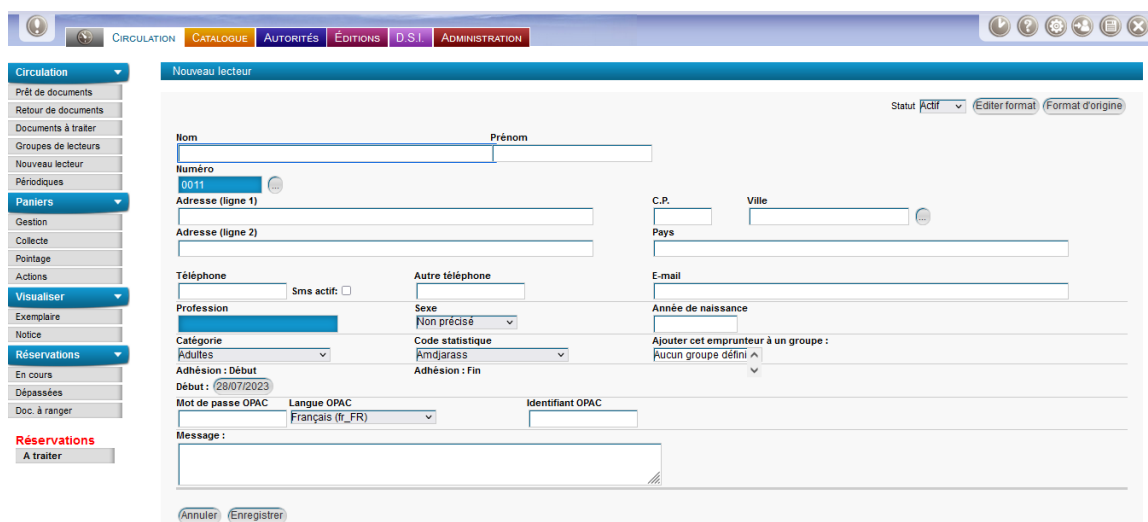 CIRCULATION CATALOGUE AUTORITÉS ÉDITIONS D.S.I. ADMINISTRATION
Circulation
Prêt de documents
Retour de documents
Documents à traiter
Groupes de lecteurs
Nouveau lecteur
Périodiques
Paniers
Gestion
Collecte
Pointage
Actions
Visualiser
Exemplaire
Notice
Réservations
En cours
Dépassées
Doc. à ranger
Réservations
A traiter
Nouveau lecteur
Statut Actif Editer format Format d'origine
Nom Prénom
Numéro
0011 ...
Adresse (ligne 1) C.P. Ville
...
Adresse (ligne 2) Pays
Téléphone Autre téléphone E-mail
Sms actif:
Profession Sexe Année de naissance
Non précisé
Catégorie Code statistique Ajouter cet emprunteur à un groupe :
Adultes Amdjarass Aucun groupe défini
Adhésion : Début Adhésion : Fin
Début : 28/07/2023
Mot de passe OPAC Langue OPAC Identifiant OPAC
Français (fr_FR)
Message :
Annuler Enregistrer